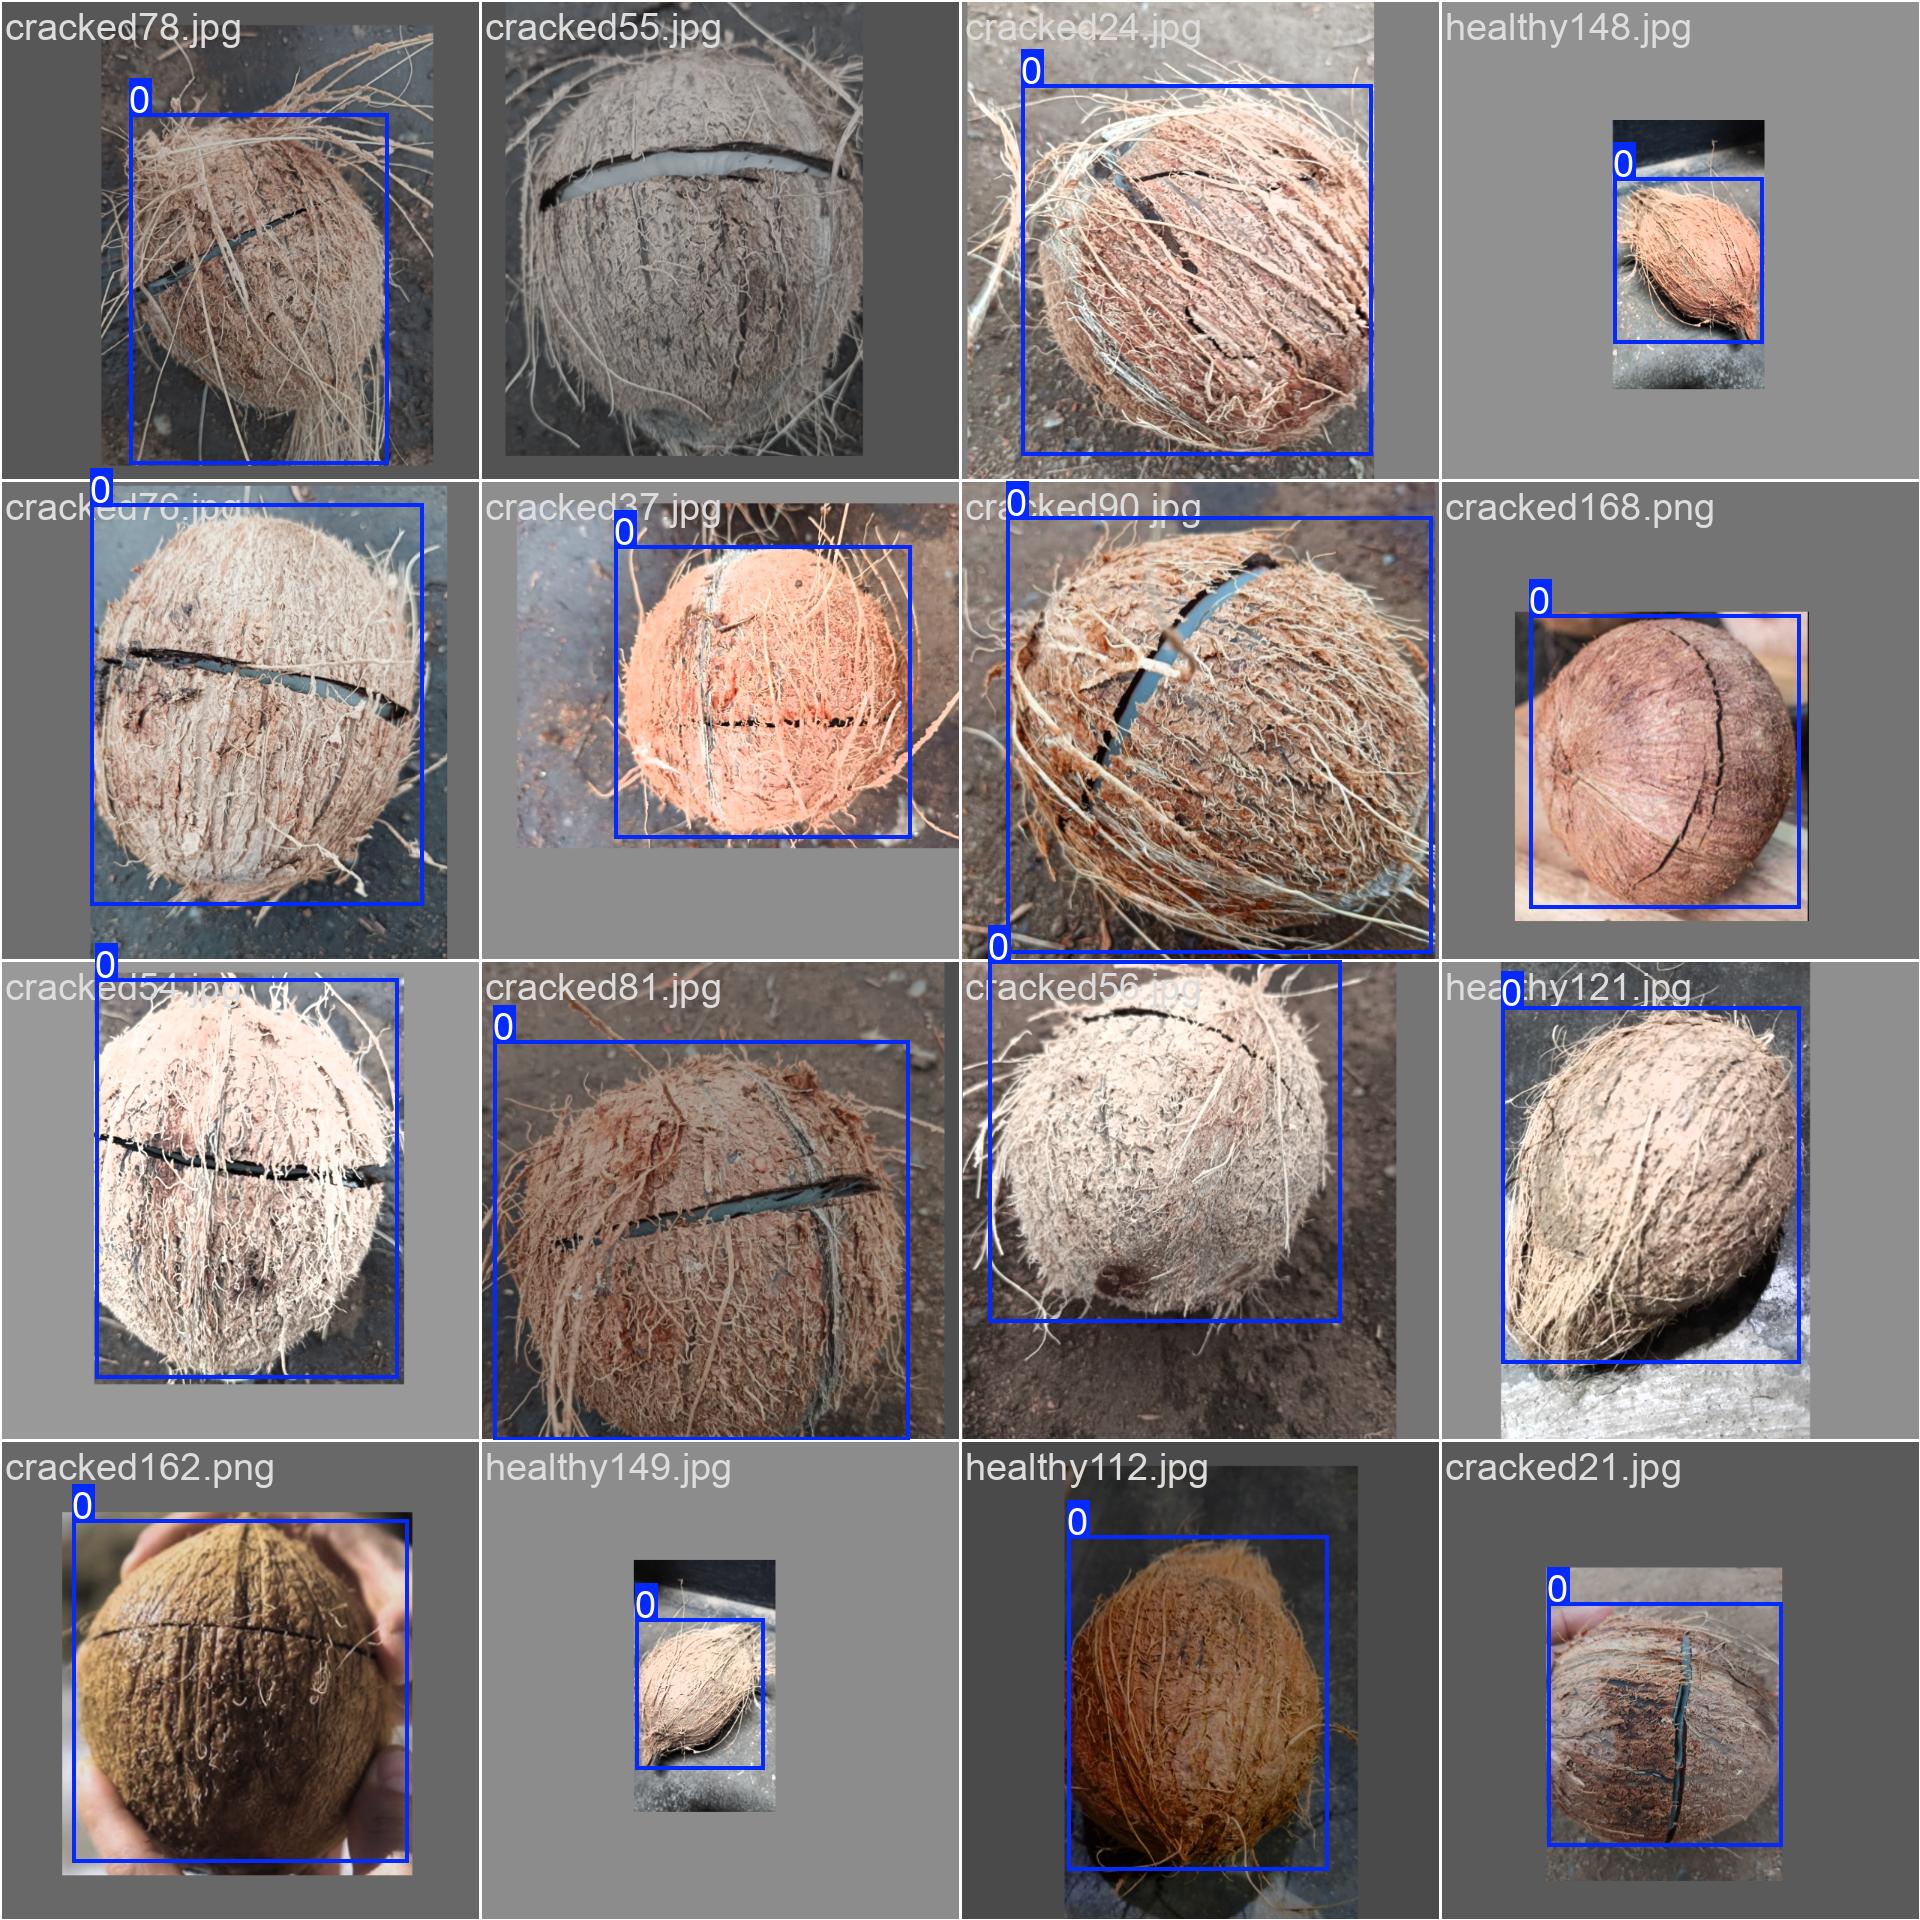 cracked78.jpg
0
cracked55.jpg
cracked24.jpg
0
healthy148.jpg
0
cracked76.jpg
0
cracked37.jpg
0
cracked90.jpg
0
cracked168.png
0
cracked54.jpg
0
cracked81.jpg
0
cracked56.jpg
0
healthy121.jpg
0
cracked162.png
0
healthy149.jpg
0
healthy112.jpg
0
cracked21.jpg
0